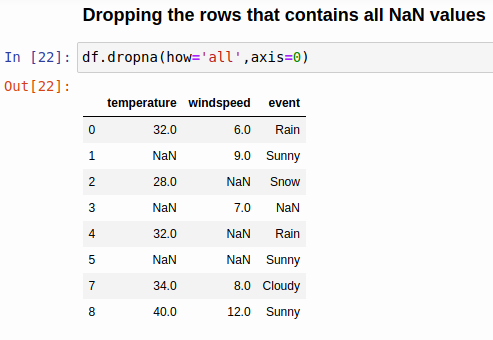 Dropping the rows that contains all NaN values
In [22]: df.dropna(how='all',axis=0)
Out[22]:
temperature windspeed event
0 32.0 6.0 Rain
1 NaN 9.0 Sunny
2 28.0 NaN Snow
3 NaN 7.0 NaN
4 32.0 NaN Rain
5 NaN NaN Sunny
7 34.0 8.0 Cloudy
8 40.0 12.0 Sunny